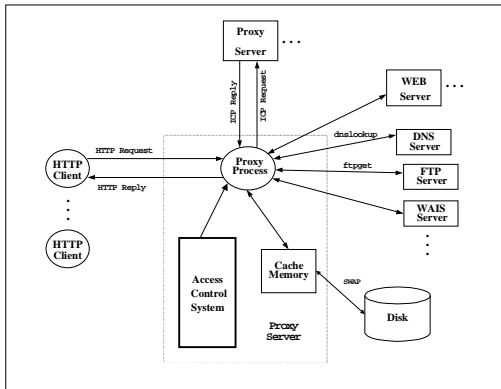 Proxy
Server
...
ICP Reply
ICP Request
WEB
Server
...
dnslookup
DNS
Server
HTTP Request
HTTP
Client
HTTP Reply
Proxy
Process
ftpget
FTP
Server
WAIS
Server
HTTP
Client
Access
Control
System
Cache
Memory
SWAP
Disk
Proxy
Server